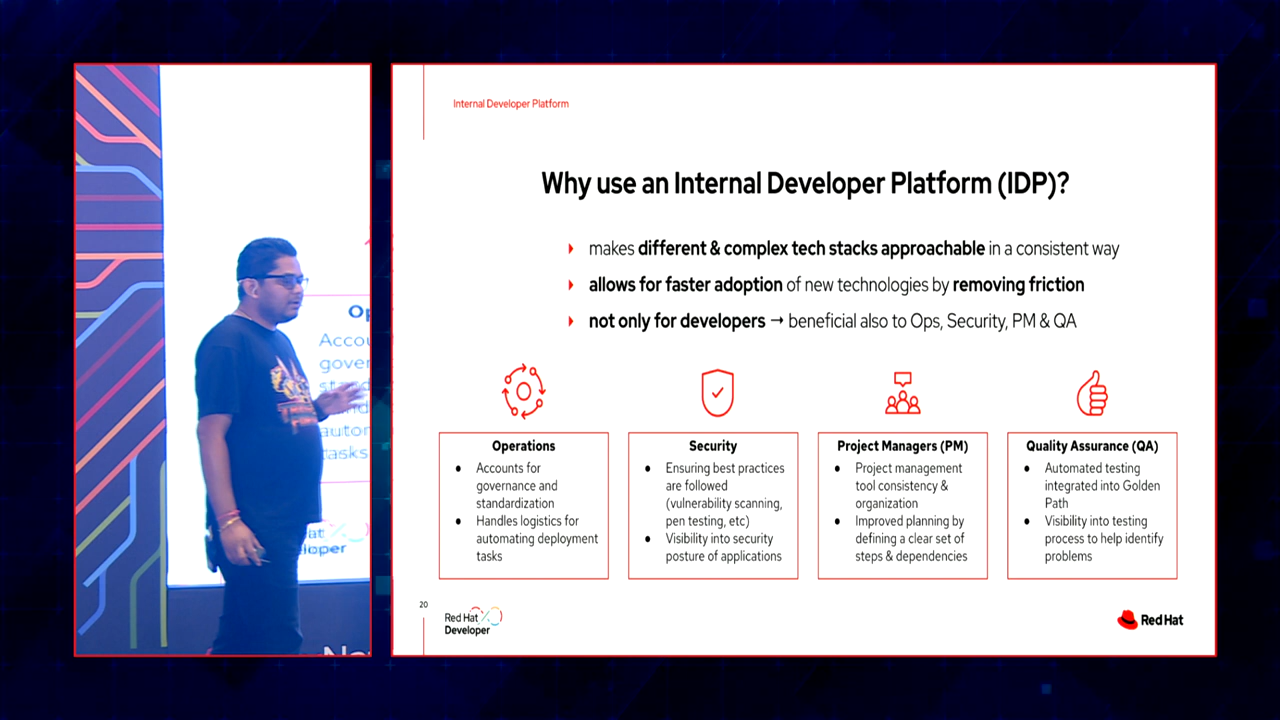 Internal Developer Platform
Why use an Internal Developer Platform (IDP)?
makes different & complex tech stacks approachable in a consistent way
allows for faster adoption of new technologies by removing friction
not only for developers → beneficial also to Ops, Security, PM & QA
Operations
● Accounts for
governance and
standardization
● Handles logistics for
automating deployment
tasks
Security
● Ensuring best practices
are followed
(vulnerability scanning,
pen testing, etc)
● Visibility into security
posture of applications
Project Managers (PM)
● Project management
tool consistency &
organization
● Improved planning by
defining a clear set of
steps & dependencies
Quality Assurance (QA)
● Automated testing
integrated into Golden
Path
● Visibility into testing
process to help identify
problems
20
Red Hat
Developer
Red Hat
Op
Accou
gover
stand
autom
tasks